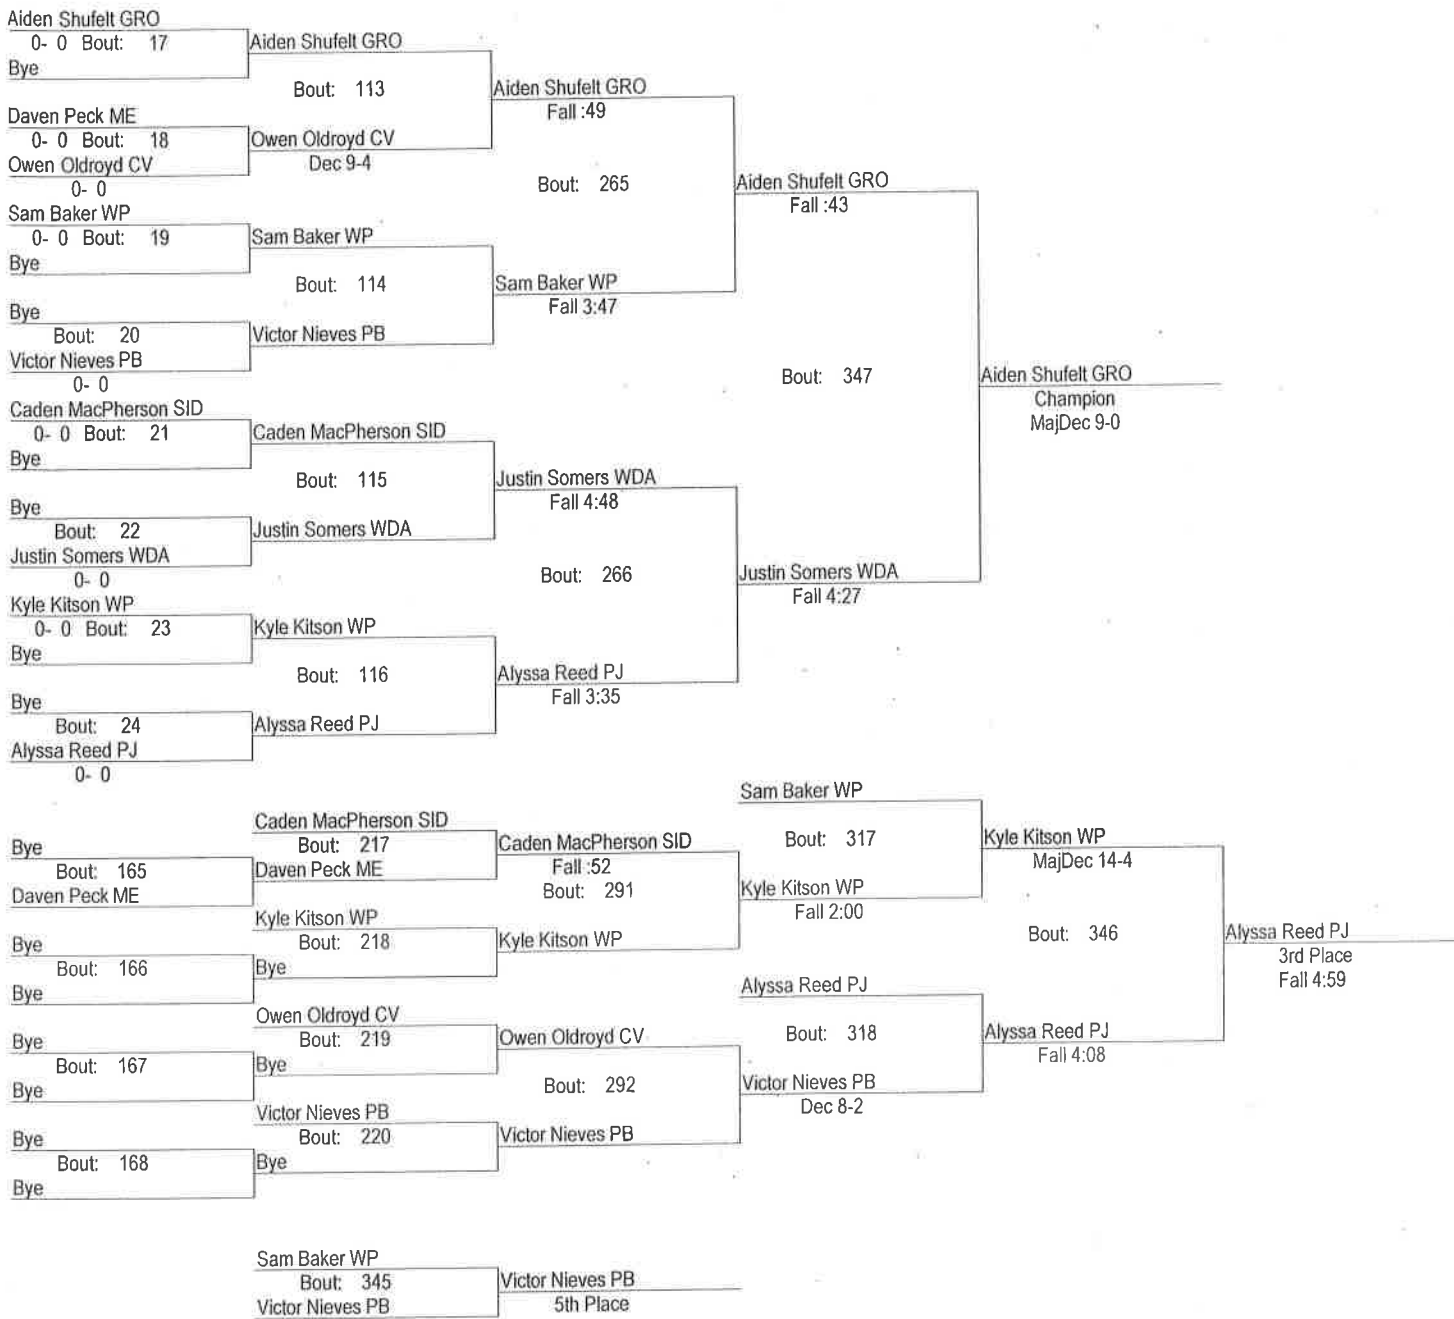 Aiden Shufelt GRO
0- 0 Bout: 17
Bye
Daven Peck ME
0- 0 Bout: 18
Owen Oldroyd CV
0- 0
Sam Baker WP
0- 0 Bout: 19
Bye
Bye
Bout: 20
Victor Nieves PB
0- 0
Caden MacPherson SID
0- 0 Bout: 21
Bye
Bye
Bout: 22
Justin Somers WDA
0- 0
Kyle Kitson WP
0- 0 Bout: 23
Bye
Bye
Bout: 24
Alyssa Reed PJ
0- 0
Aiden Shufelt GRO
Bout: 113
Owen Oldroyd CV
Dec 9-4
Sam Baker WP
Bout: 114
Victor Nieves PB
Caden MacPherson SID
Bout: 115
Justin Somers WDA
Kyle Kitson WP
Bout: 116
Alyssa Reed PJ
Aiden Shufelt GRO
Fall :49
Bout: 265
Sam Baker WP
Fall 3:47
Justin Somers WDA
Fall 4:48
Bout: 266
Alyssa Reed PJ
Fall 3:35
Aiden Shufelt GRO
Fall :43
Bout: 347
Justin Somers WDA
Fall 4:27
Aiden Shufelt GRO
Champion
MajDec 9-0
Bye
Bout: 165
Daven Peck ME
Bye
Bout: 166
Bye
Bye
Bout: 167
Bye
Bye
Bout: 168
Bye
Caden MacPherson SID
Bout: 217
Daven Peck ME
Kyle Kitson WP
Bout: 218
Bye
Owen Oldroyd CV
Bout: 219
Bye
Victor Nieves PB
Bout: 220
Bye
Caden MacPherson SID
Fall :52
Bout: 291
Kyle Kitson WP
Owen Oldroyd CV
Bout: 292
Victor Nieves PB
Sam Baker WP
Bout: 317
Kyle Kitson WP
Fall 2:00
Alyssa Reed PJ
Bout: 318
Victor Nieves PB
Dec 8-2
Kyle Kitson WP
MajDec 14-4
Bout: 346
Alyssa Reed PJ
Fall 4:08
Alyssa Reed PJ
3rd Place
Fall 4:59
Sam Baker WP
Bout: 345
Victor Nieves PB
Victor Nieves PB
5th Place